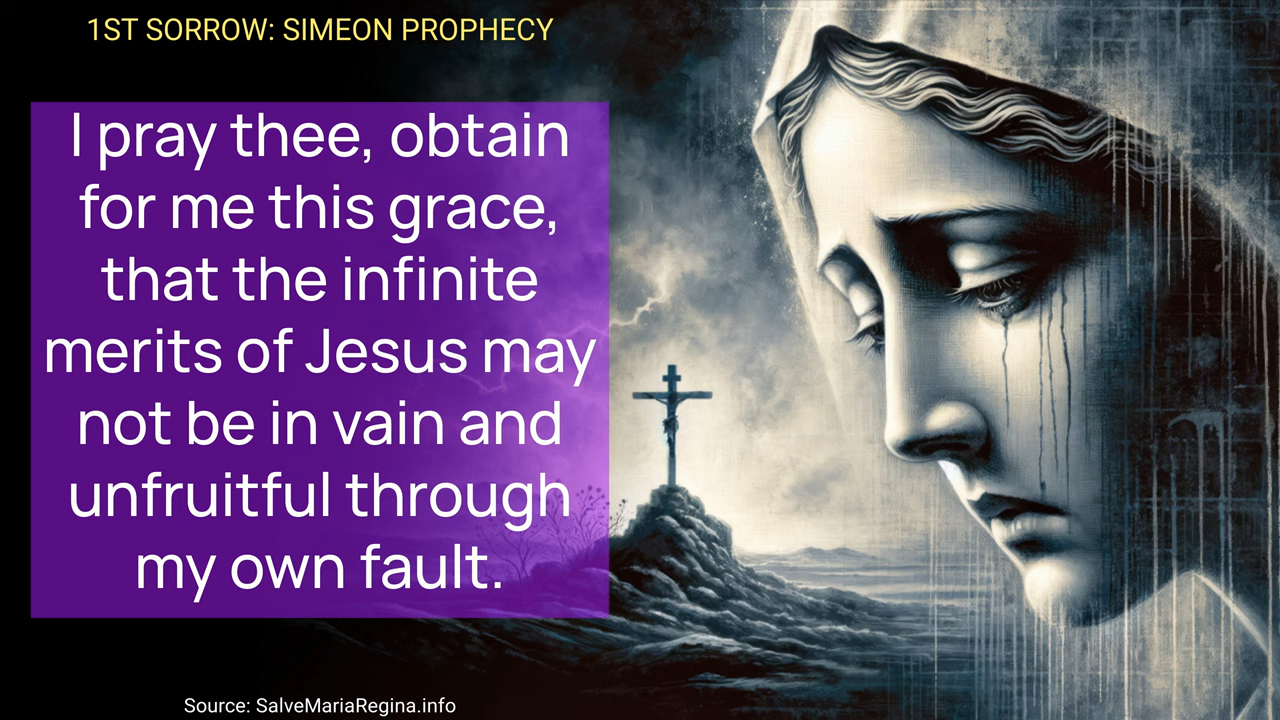 1ST SORROW: SIMEON PROPHECY
I pray thee, obtain
for me this grace,
that the infinite
merits of Jesus may
not be in vain and
unfruitful through
my own fault.
Source: SalveMariaRegina.info